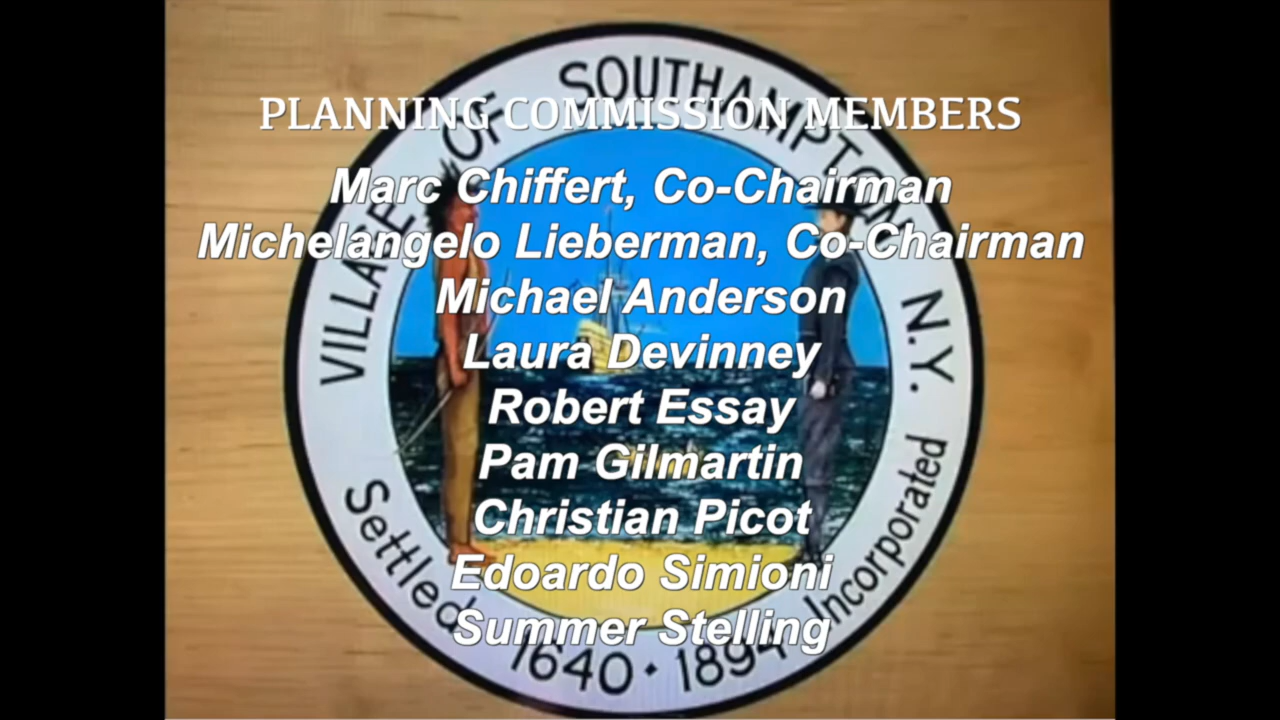 PLANNING COMMISSION MEMBERS
Marc Chiffert, Co-Chairman
Michelangelo Lieberman, Co-Chairman
Michael Anderson
Laura Devinney
Robert Essay
Pam Gilmartin
Christian Picot
Edoardo Simioni
Summer Stelling
VILLAGE OF SOUTHAMPTON N.Y.
Settled 1640 • 1894 Incorporated